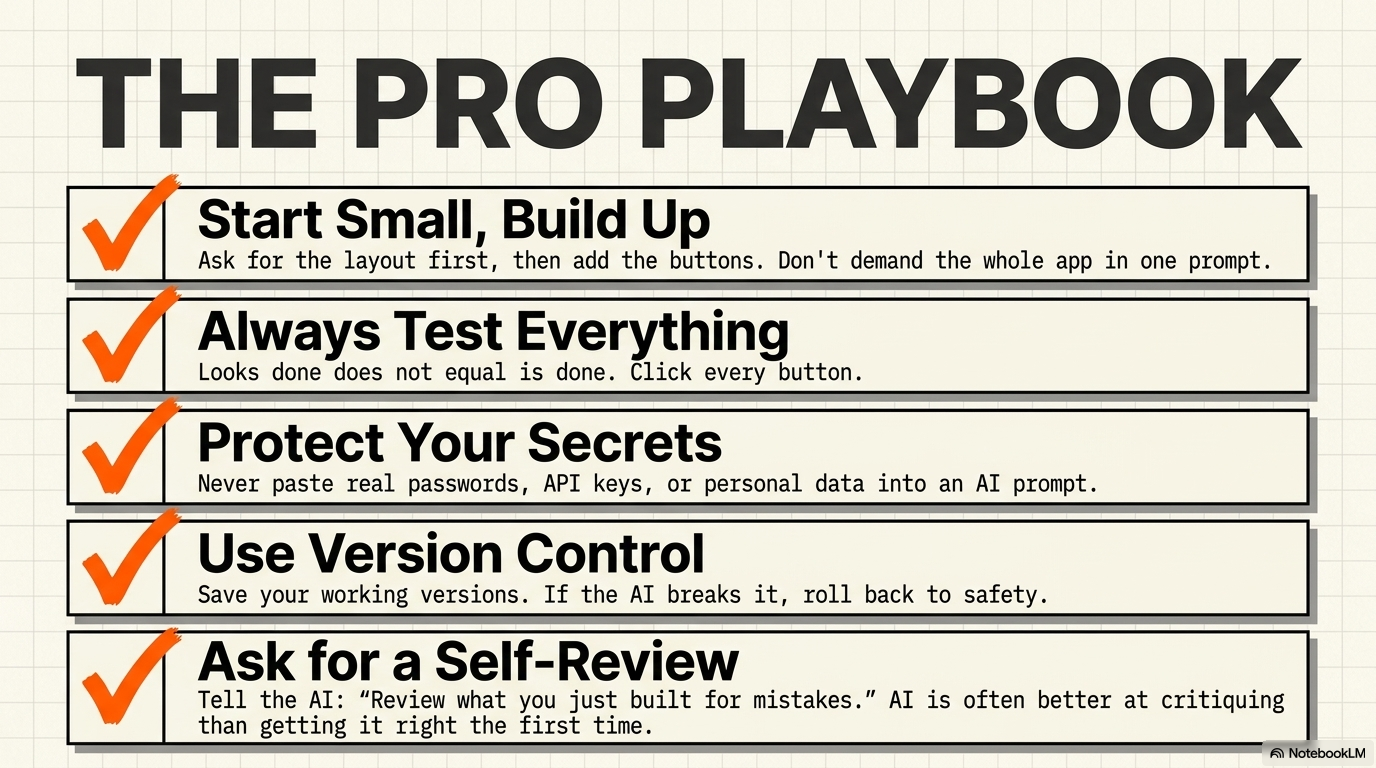 THE PRO PLAYBOOK
Start Small, Build Up
Ask for the layout first, then add the buttons. Don't demand the whole app in one prompt.
Always Test Everything
Looks done does not equal is done. Click every button.
Protect Your Secrets
Never paste real passwords, API keys, or personal data into an AI prompt.
Use Version Control
Save your working versions. If the AI breaks it, roll back to safety.
Ask for a Self-Review
Tell the AI: “Review what you just built for mistakes.” AI is often better at critiquing
than getting it right the first time.
NotebookLM